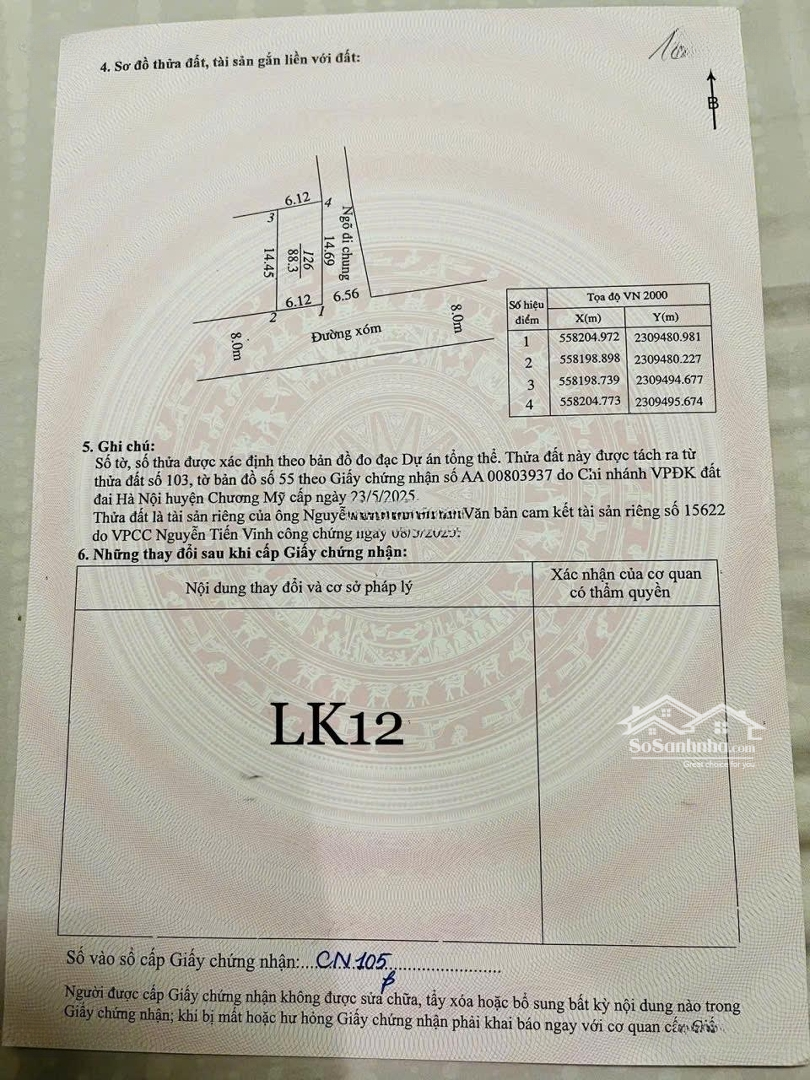 4. Sơ đồ thửa đất, tài sản gắn liền với đất:
B
6.12
3
4
Ngõ đi chung
14.45
126
88.3
14.69
6.12
6.56
2
1
8.0m
Đường xóm
8.0m
Số hiệu điểm
Tọa độ VN 2000
X(m) Y(m)
1 558204.972 2309480.981
2 558198.898 2309480.227
3 558198.739 2309494.677
4 558204.773 2309495.674
5. Ghi chú:
Số tờ, số thửa được xác định theo bản đồ đo đạc Dự án tổng thể. Thửa đất này được tách ra từ
thửa đất số 103, tờ bản đồ số 55 theo Giấy chứng nhận số AA 00803937 do Chi nhánh VPĐK đất
đai Hà Nội huyện Chương Mỹ cấp ngày 23/5/2025.
Thửa đất là tài sản riêng của ông Nguyễn Văn bản cam kết tài sản riêng số 15622
do VPCC Nguyễn Tiến Vinh công chứng ngày
6. Những thay đổi sau khi cấp Giấy chứng nhận:
Nội dung thay đổi và cơ sở pháp lý
Xác nhận của cơ quan
có thẩm quyền
LK12
SoSanhnha.com
Great choice for you
Số vào sổ cấp Giấy chứng nhận:...CN 105
Người được cấp Giấy chứng nhận không được sửa chữa, tẩy xóa hoặc bổ sung bất kỳ nội dung nào trong
Giấy chứng nhận; khi bị mất hoặc hư hỏng Giấy chứng nhận phải khai báo ngay với cơ quan cấp Giấy